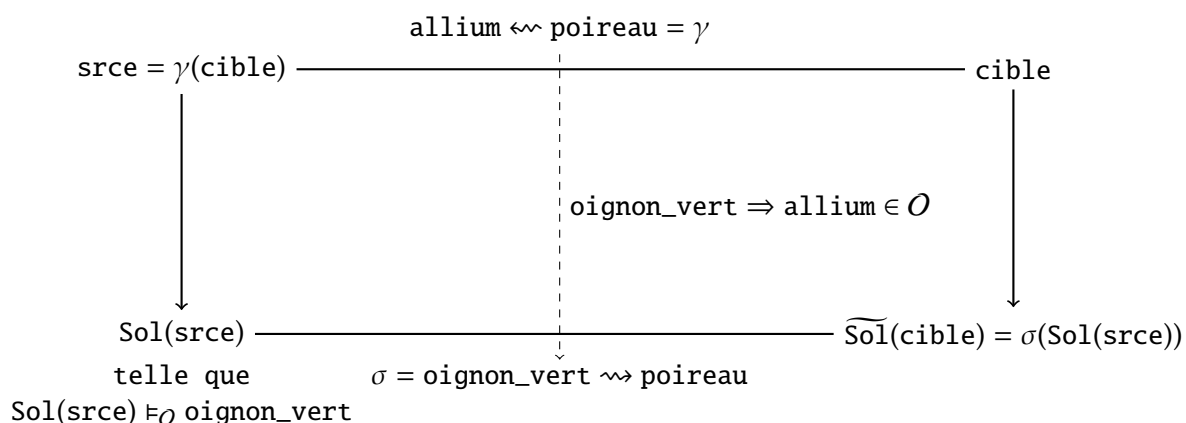 allium ⇜ poireau = γ
srce = γ(cible)
cible
oignon_vert ⇒ allium ∈ 𝒪
Sol(srce)
S͠ol(cible) = σ(Sol(srce))
telle que
σ = oignon_vert ⇝ poireau
Sol(srce) ⊨𝒪 oignon_vert